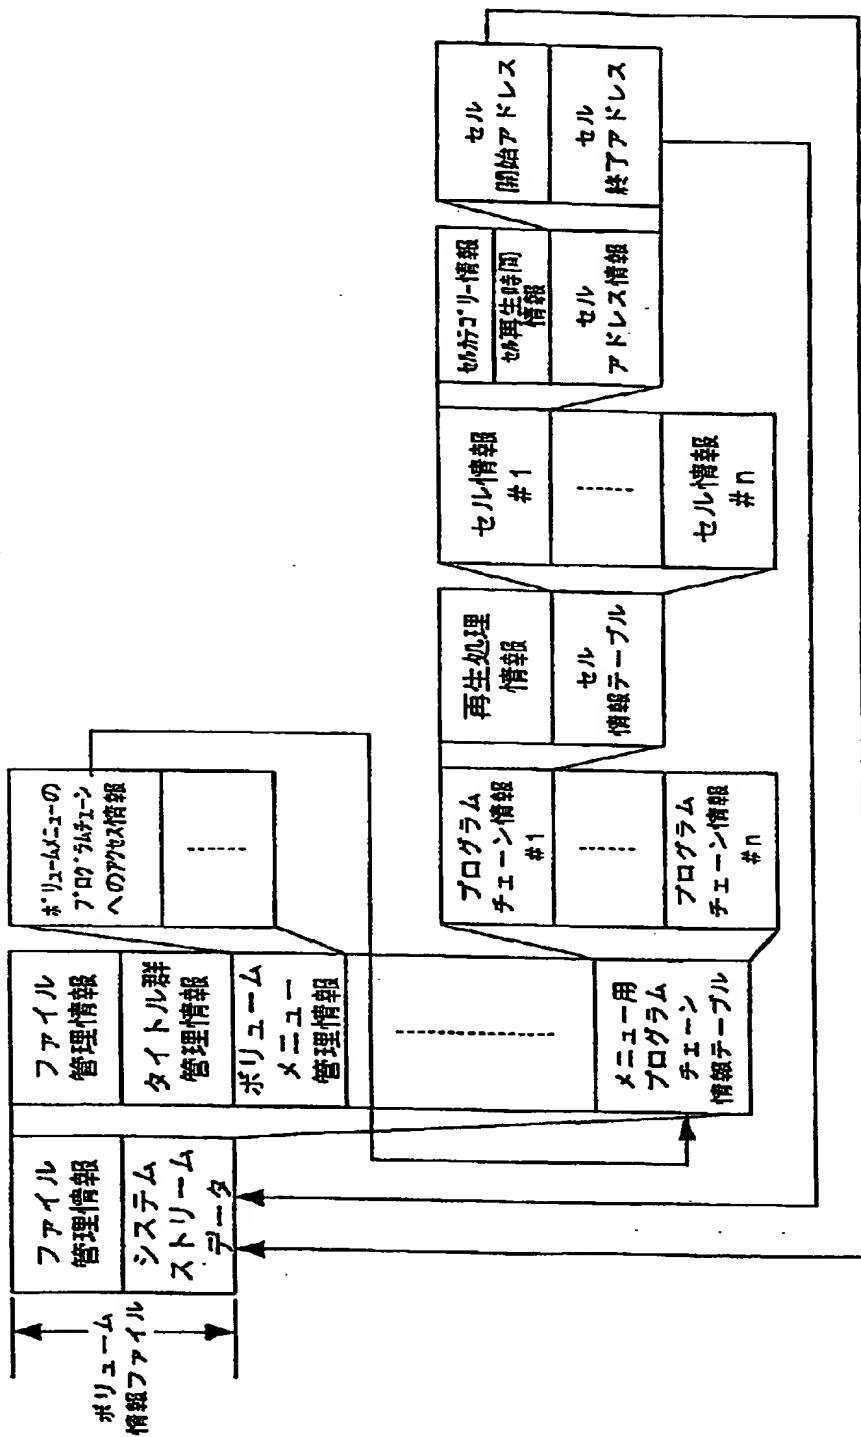 ボリューム
情報ファイル
ファイル
管理情報
システム
ストリーム
データ
ファイル
管理情報
タイトル群
管理情報
ボリューム
メニュー
管理情報
メニュー用
プログラム
チェーン
情報テーブル
ボリュームメニューの
プログラムチェーン
へのアクセス情報
プログラム
チェーン情報
#1
プログラム
チェーン情報
#n
再生処理
情報
セル
情報テーブル
セル情報
#1
セル情報
#n
セルカテゴリー情報
セル再生時間
情報
セル
アドレス情報
セル
開始アドレス
セル
終了アドレス